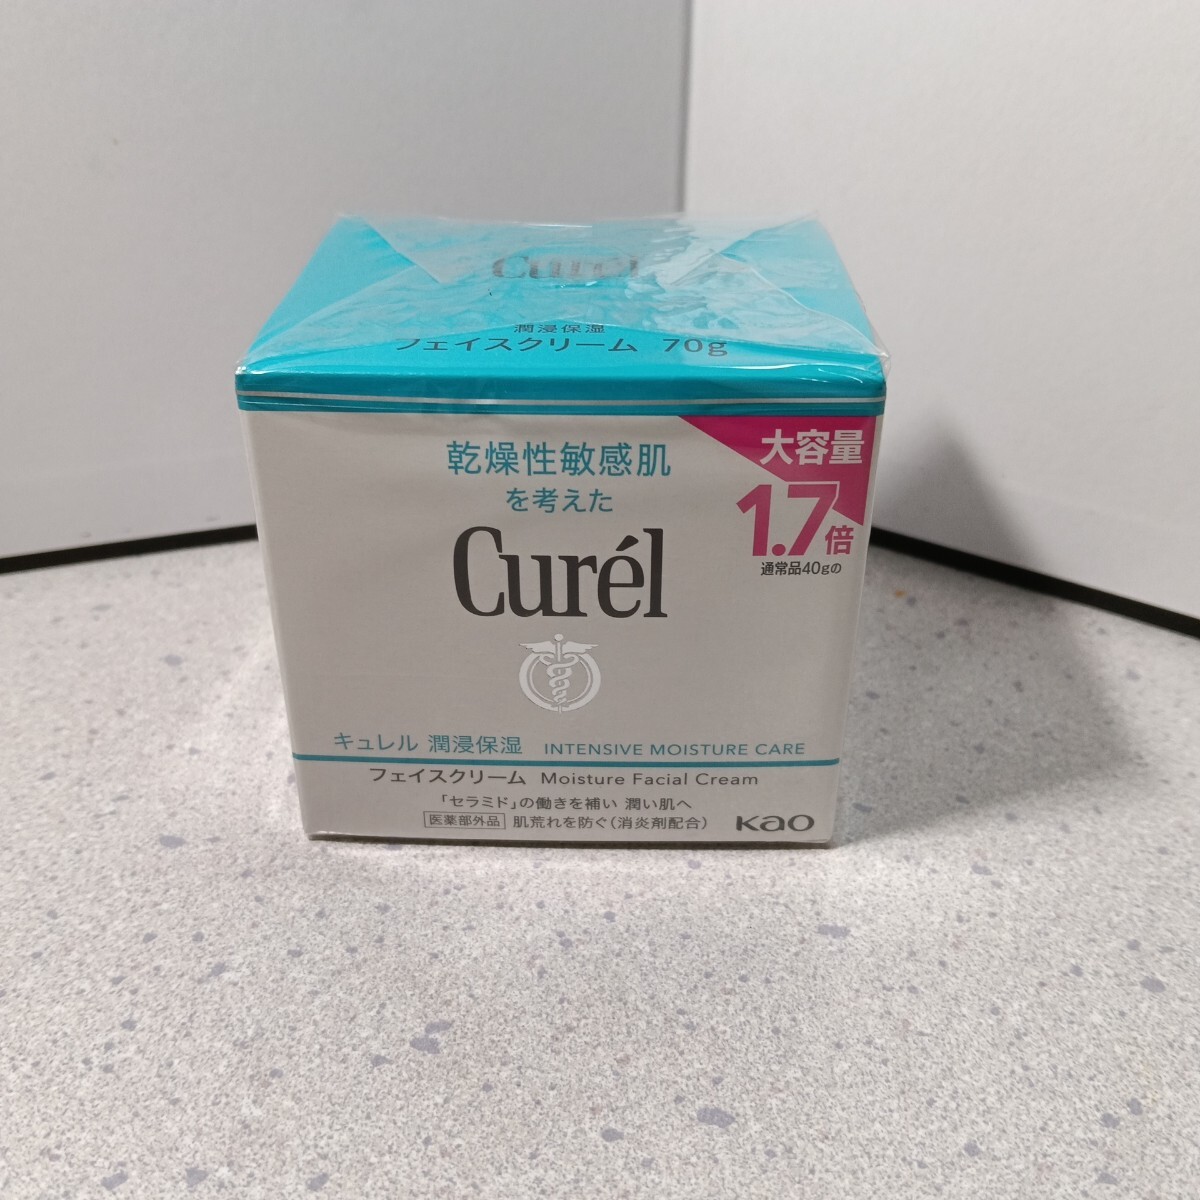 Curél
潤浸保湿
フェイスクリーム 70g
大容量
1.7倍
通常品40gの
乾燥性敏感肌
を考えた
Curél
キュレル 潤浸保湿 INTENSIVE MOISTURE CARE
フェイスクリーム Moisture Facial Cream
「セラミド」の働きを補い 潤い肌へ
医薬部外品 肌荒れを防ぐ(消炎剤配合)
Kao